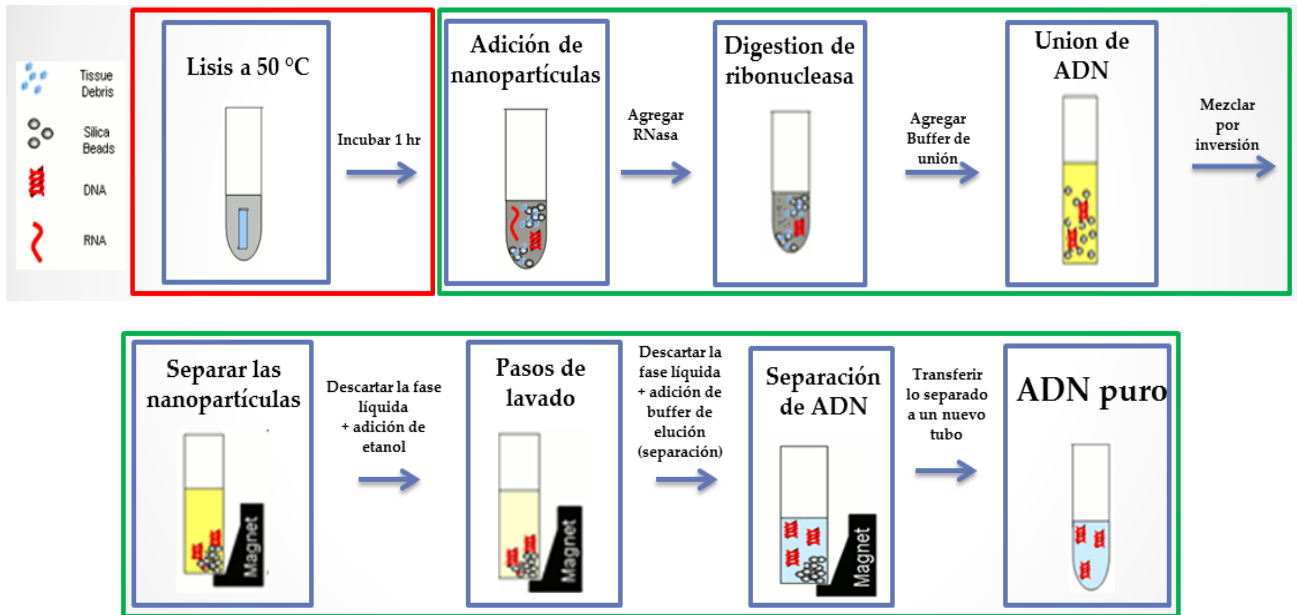 Tissue
Debris
Silica
Beads
DNA
RNA
Lisis a 50 °C
Incubar 1 hr
Adición de
nanopartículas
Agregar
RNasa
Digestion de
ribonucleasa
Agregar
Buffer de
unión
Union de
ADN
Mezclar
por
inversión
Separar las
nanopartículas
Magnet
Descartar la fase
líquida
+ adición de
etanol
Pasos de
lavado
Magnet
Descartar la
fase líquida
+ adición de
buffer de
elución
(separación)
Separación
de ADN
Magnet
Transferir
lo separado
a un nuevo
tubo
ADN puro